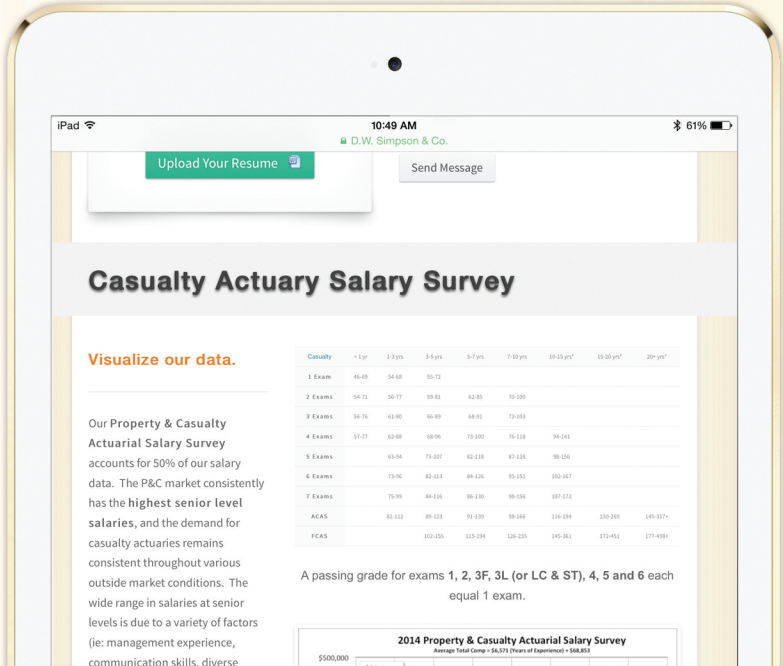 iPad
10:49 AM
61%
D.W. Simpson & Co.
Upload Your Resume
Send Message
Casualty Actuary Salary Survey
Visualize our data.
Our Property & Casualty
Actuarial Salary Survey
accounts for 50% of our salary
data. The P&C market consistently
has the highest senior level
salaries, and the demand for
casualty actuaries remains
consistent throughout various
outside market conditions. The
wide range in salaries at senior
levels is due to a variety of factors
(ie: management experience,
communication skills, diverse
Casualty <1 yr 1-3 yrs 3-5 yrs 5-7 yrs 7-10 yrs 10-15 yrs* 15-20 yrs* 20+ yrs*
1 Exam 46-69 54-68 55-72
2 Exams 54-71 56-77 59-81 62-85 70-100
3 Exams 56-76 61-80 66-89 68-91 73-103
4 Exams 57-77 62-89 68-96 73-100 76-118 94-141
5 Exams 63-94 73-107 82-116 87-128 98-156
6 Exams 73-96 82-113 84-126 95-151 102-167
7 Exams 75-99 84-116 86-130 98-156 107-172
ACAS 82-112 89-123 91-139 98-166 116-194 130-269 145-317+
FCAS 102-155 115-194 126-235 145-361 172-451 177-498+
A passing grade for exams 1, 2, 3F, 3L (or LC & ST), 4, 5 and 6 each
equal 1 exam.
2014 Property & Casualty Actuarial Salary Survey
Average Total Comp = $6,571 (Years of Experience) + $68,853
$500,000